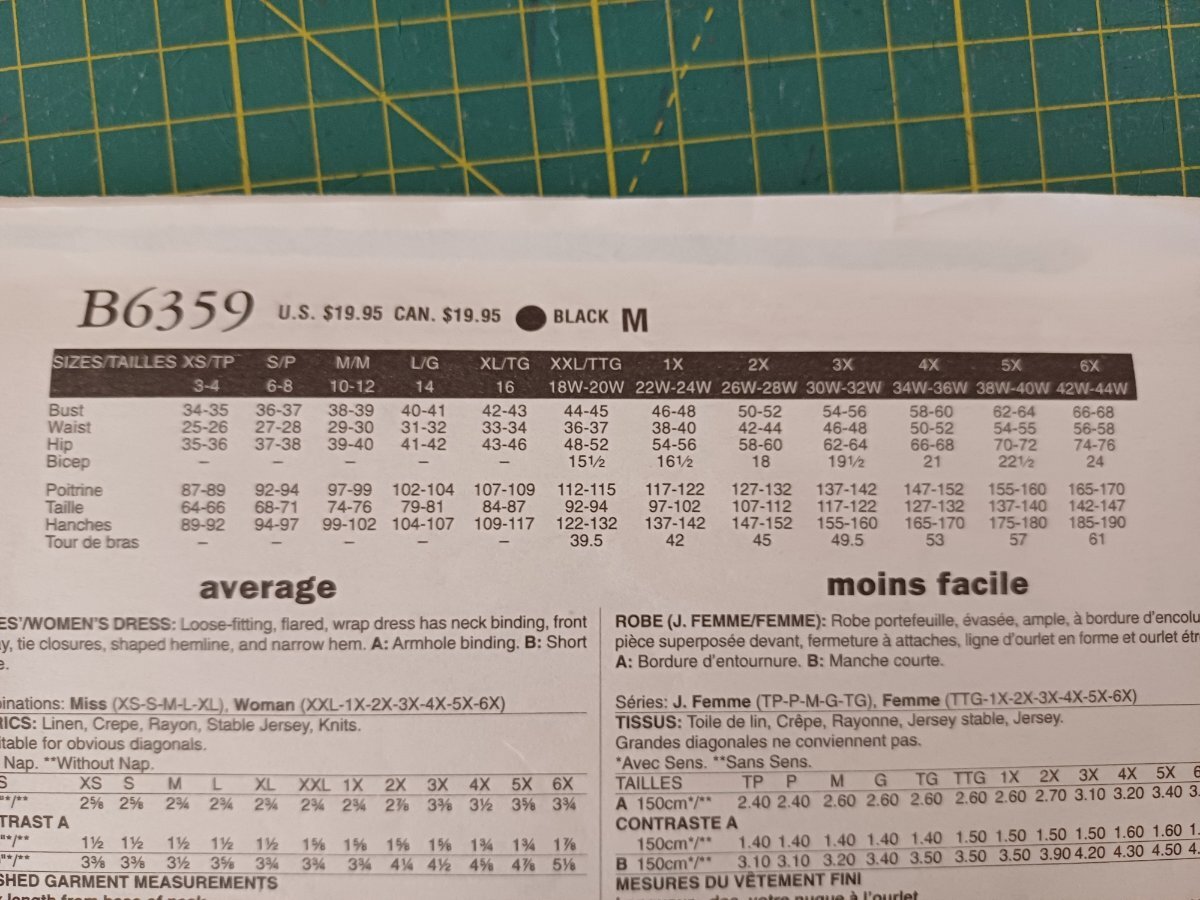 B6359 U.S. $19.95 CAN. $19.95 BLACK M
SIZES/TAILLES XS/TP S/P M/M L/G XL/TG XXL/TTG 1X 2X 3X 4X 5X 6X
3-4 6-8 10-12 14 16 18W-20W 22W-24W 26W-28W 30W-32W 34W-36W 38W-40W 42W-44W
Bust 34-35 36-37 38-39 40-41 42-43 44-45 46-48 50-52 54-56 58-60 62-64 66-68
Waist 25-26 27-28 29-30 31-32 33-34 36-37 38-40 42-44 46-48 50-52 54-55 56-58
Hip 35-36 37-38 39-40 41-42 43-46 48-52 54-56 58-60 62-64 66-68 70-72 74-76
Bicep – – – – – 15½ 16½ 18 19½ 21 22½ 24
Poitrine 87-89 92-94 97-99 102-104 107-109 112-115 117-122 127-132 137-142 147-152 155-160 165-170
Taille 64-66 68-71 74-76 79-81 84-87 92-94 97-102 107-112 117-122 127-132 137-140 142-147
Hanches 89-92 94-97 99-102 104-107 109-117 122-132 137-142 147-152 155-160 165-170 175-180 185-190
Tour de bras – – – – – 39.5 42 45 49.5 53 57 61
average
ES'/WOMEN'S DRESS: Loose-fitting, flared, wrap dress has neck binding, front
y, tie closures, shaped hemline, and narrow hem. A: Armhole binding. B: Short
e.
inations: Miss (XS-S-M-L-XL), Woman (XXL-1X-2X-3X-4X-5X-6X)
RICS: Linen, Crepe, Rayon, Stable Jersey, Knits.
itable for obvious diagonals.
Nap. **Without Nap.
S XS S M L XL XXL 1X 2X 3X 4X 5X 6X
"*/** 2⅝ 2⅝ 2¾ 2¾ 2¾ 2¾ 2¾ 2⅞ 3⅜ 3½ 3⅝ 3¾
TRAST A
"*/** 1½ 1½ 1½ 1½ 1½ 1⅝ 1⅝ 1⅝ 1⅝ 1¾ 1¾ 1⅞
"*/** 3⅜ 3⅜ 3½ 3⅝ 3¾ 3¾ 3¾ 4¼ 4½ 4⅝ 4⅞ 5⅛
SHED GARMENT MEASUREMENTS
length from base of neck
moins facile
ROBE (J. FEMME/FEMME): Robe portefeuille, évasée, ample, à bordure d'encolu
pièce superposée devant, fermeture à attaches, ligne d'ourlet en forme et ourlet étr
A: Bordure d'entournure. B: Manche courte.
Séries: J. Femme (TP-P-M-G-TG), Femme (TTG-1X-2X-3X-4X-5X-6X)
TISSUS: Toile de lin, Crêpe, Rayonne, Jersey stable, Jersey.
Grandes diagonales ne conviennent pas.
*Avec Sens. **Sans Sens.
TAILLES TP P M G TG TTG 1X 2X 3X 4X 5X 6
A 150cm*/** 2.40 2.40 2.60 2.60 2.60 2.60 2.60 2.70 3.10 3.20 3.40 3.
CONTRASTE A
150cm*/** 1.40 1.40 1.40 1.40 1.40 1.50 1.50 1.50 1.50 1.60 1.60 1.
B 150cm*/** 3.10 3.10 3.20 3.40 3.50 3.50 3.50 3.90 4.20 4.30 4.50 4.
MESURES DU VÊTEMENT FINI
votre nuque à l'ourlet